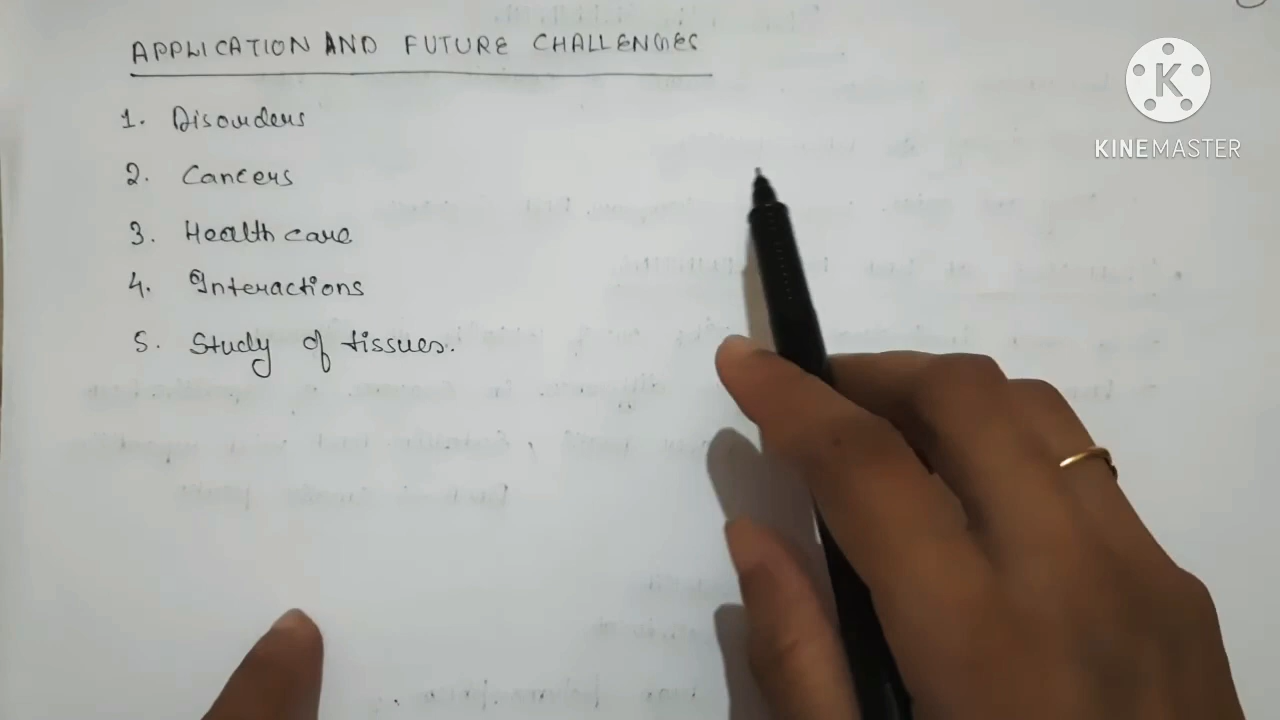 APPLICATION AND FUTURE CHALLENGES
1. Disorders
2. Cancers
3. Health care
4. Interactions
5. Study of tissues.
K
KINEMASTER